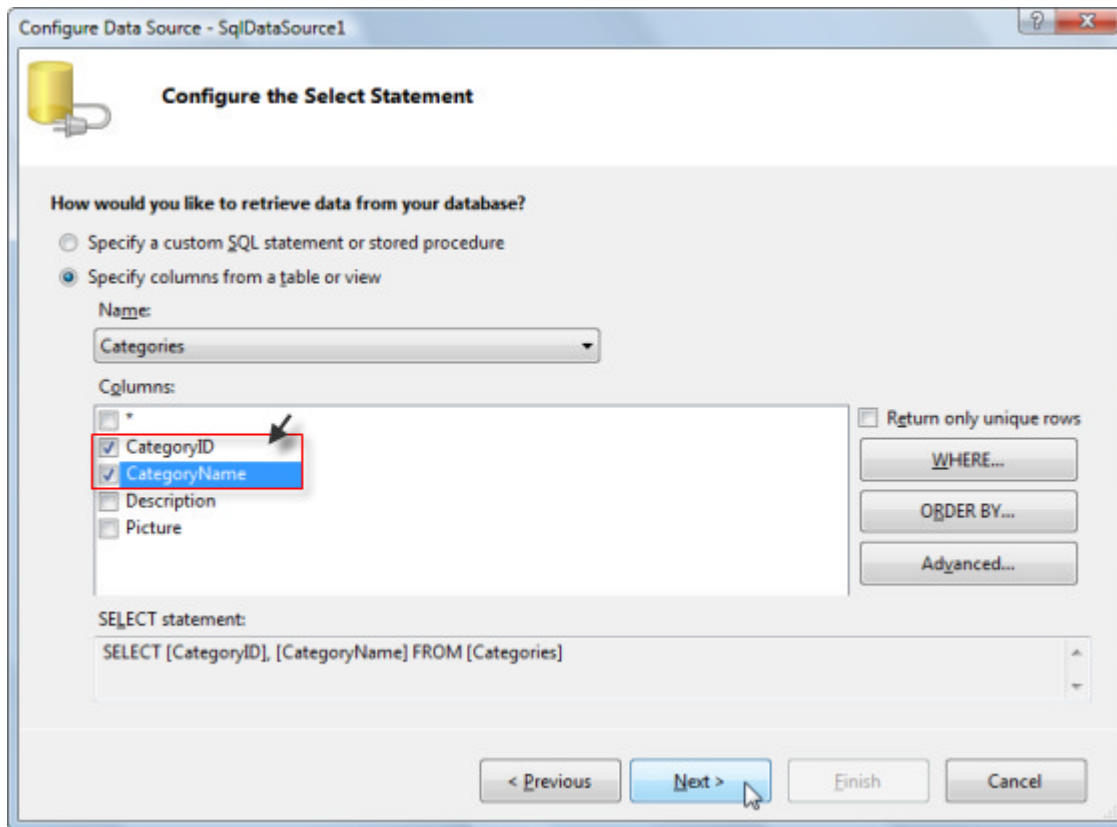 Configure Data Source - SqlDataSource1
Configure the Select Statement
How would you like to retrieve data from your database?
Specify a custom SQL statement or stored procedure
Specify columns from a table or view
Name:
Categories
Columns:
*
CategoryID
CategoryName
Description
Picture
Return only unique rows
WHERE...
ORDER BY...
Advanced...
SELECT statement:
SELECT [CategoryID], [CategoryName] FROM [Categories]
< Previous
Next >
Finish
Cancel